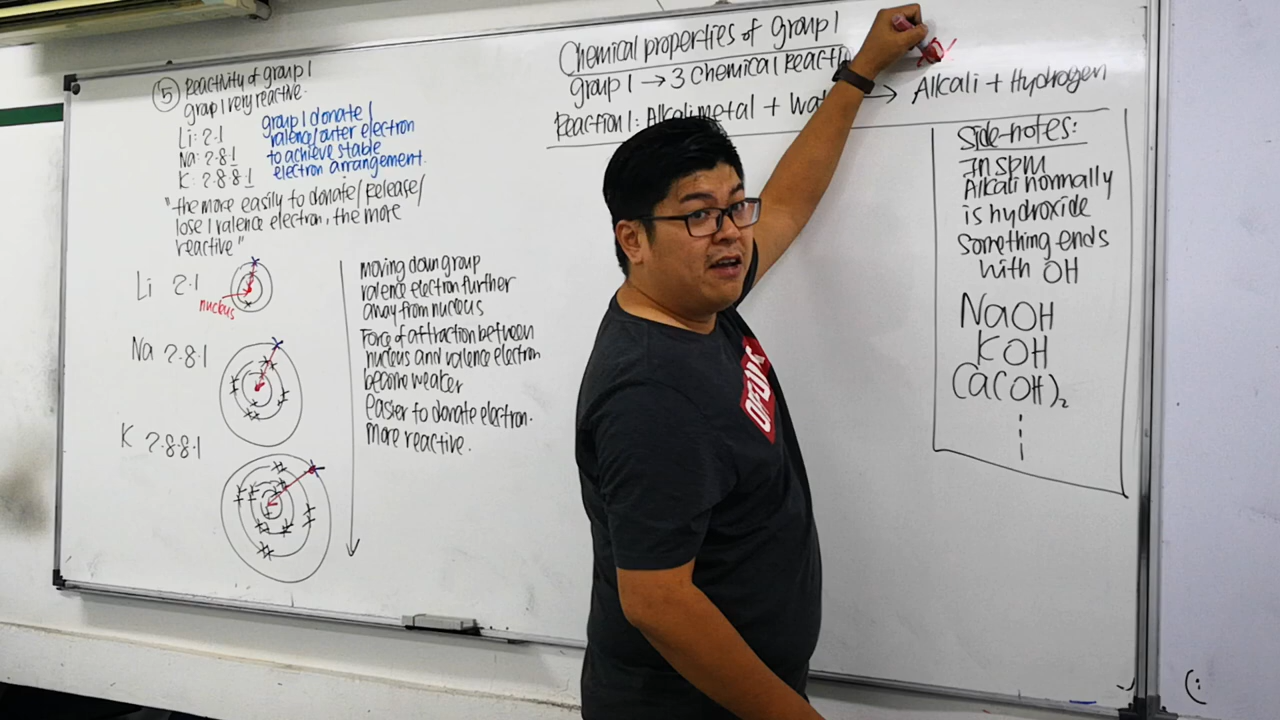 ⑤ Reactivity of group 1
group 1 very reactive.
Li: 2·1
Na: 2·8·1
K: 2·8·8·1
group 1 donate 1
valence/outer electron
to achieve stable
electron arrangement.
"the more easily to donate/release/
lose 1 valence electron, the more
reactive"
Li 2·1
nucleus
Na 2·8·1
K 2·8·8·1
moving down group
valence electron further
away from nucleus
Force of attraction between
nucleus and valence electron
become weaker
easier to donate electron.
more reactive.
Chemical properties of group 1
group 1 → 3 chemical reacti
Reaction 1: Alkali metal + Wat → Alkali + Hydrogen
Side-notes:
In SPM
Alkali normally
is hydroxide
something ends
with OH
NaOH
KOH
Ca(OH)₂
(: